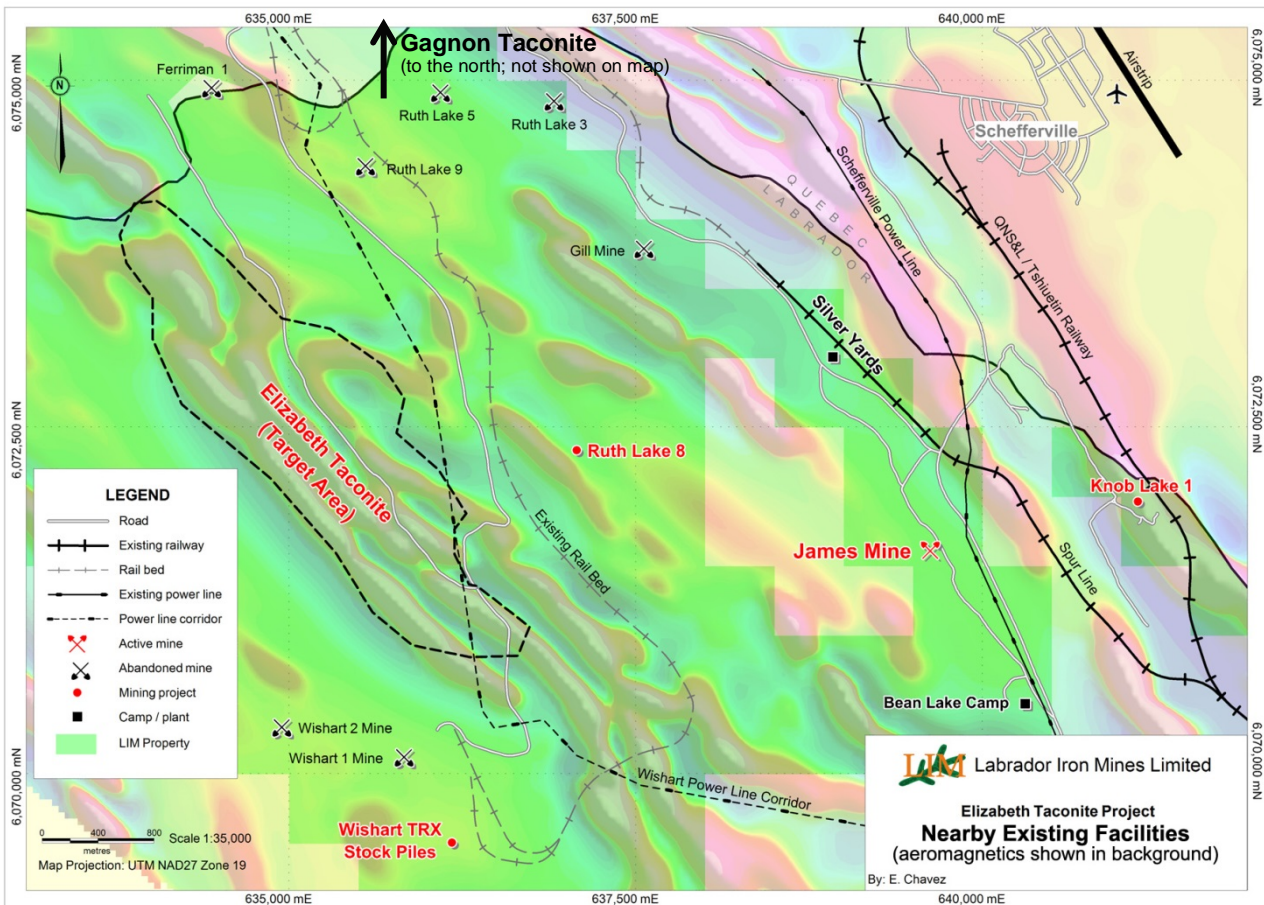 635,000 mE
637,500 mE
640,000 mE
6,075,000 mN
6,075,000 mN
Gagnon Taconite
(to the north; not shown on map)
N
Ferriman 1
Ruth Lake 5
Ruth Lake 3
Ruth Lake 9
Airstrip
Schefferville
Schefferville Power Line
QUEBEC
LABRADOR
QNS&L / Tshiuetin Railway
Gill Mine
Silver Yards
6,072,500 mN
6,072,500 mN
Elizabeth Taconite
(Target Area)
Ruth Lake 8
Knob Lake 1
Existing Rail Bed
James Mine
Spur Line
LEGEND
Road
Existing railway
Rail bed
Existing power line
Power line corridor
Active mine
Abandoned mine
Mining project
Camp / plant
LIM Property
Bean Lake Camp
Wishart 2 Mine
Wishart 1 Mine
6,070,000 mN
6,070,000 mN
Wishart Power Line Corridor
Wishart TRX
Stock Piles
0 400 800
metres
Scale 1:35,000
Map Projection: UTM NAD27 Zone 19
LIM
Labrador Iron Mines Limited
Elizabeth Taconite Project
Nearby Existing Facilities
(aeromagnetics shown in background)
By: E. Chavez
635,000 mE
637,500 mE
640,000 mE